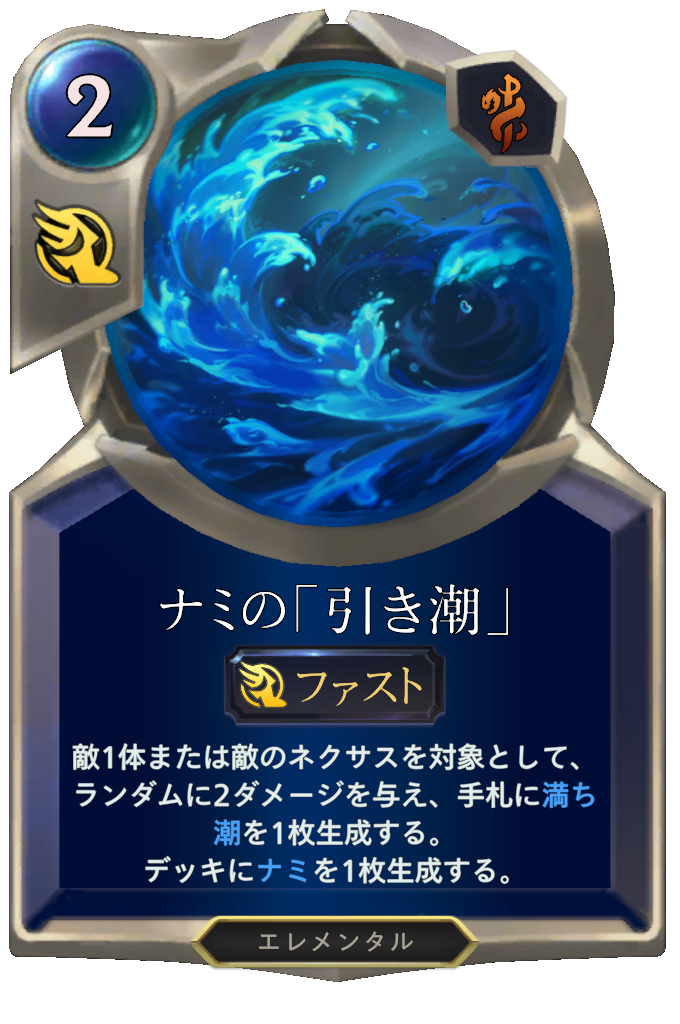 2
ナミの「引き潮」
ファスト
敵1体または敵のネクサスを対象として、
ランダムに2ダメージを与え、手札に満ち
潮を1枚生成する。
デッキにナミを1枚生成する。
エレメンタル